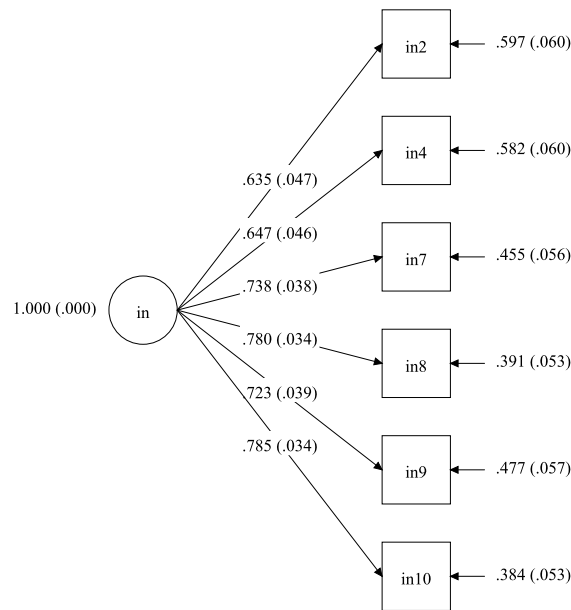 in2
.597 (.060)
in4
.582 (.060)
.635 (.047)
.647 (.046)
in7
.455 (.056)
.738 (.038)
1.000 (.000)
in
.780 (.034)
in8
.391 (.053)
.723 (.039)
.785 (.034)
in9
.477 (.057)
in10
.384 (.053)